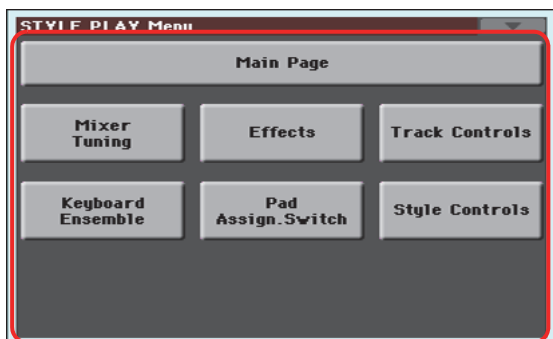 STYLE PLAY Menu
Main Page
Mixer
Tuning
Effects
Track Controls
Keyboard
Ensemble
Pad
Assign.Switch
Style Controls